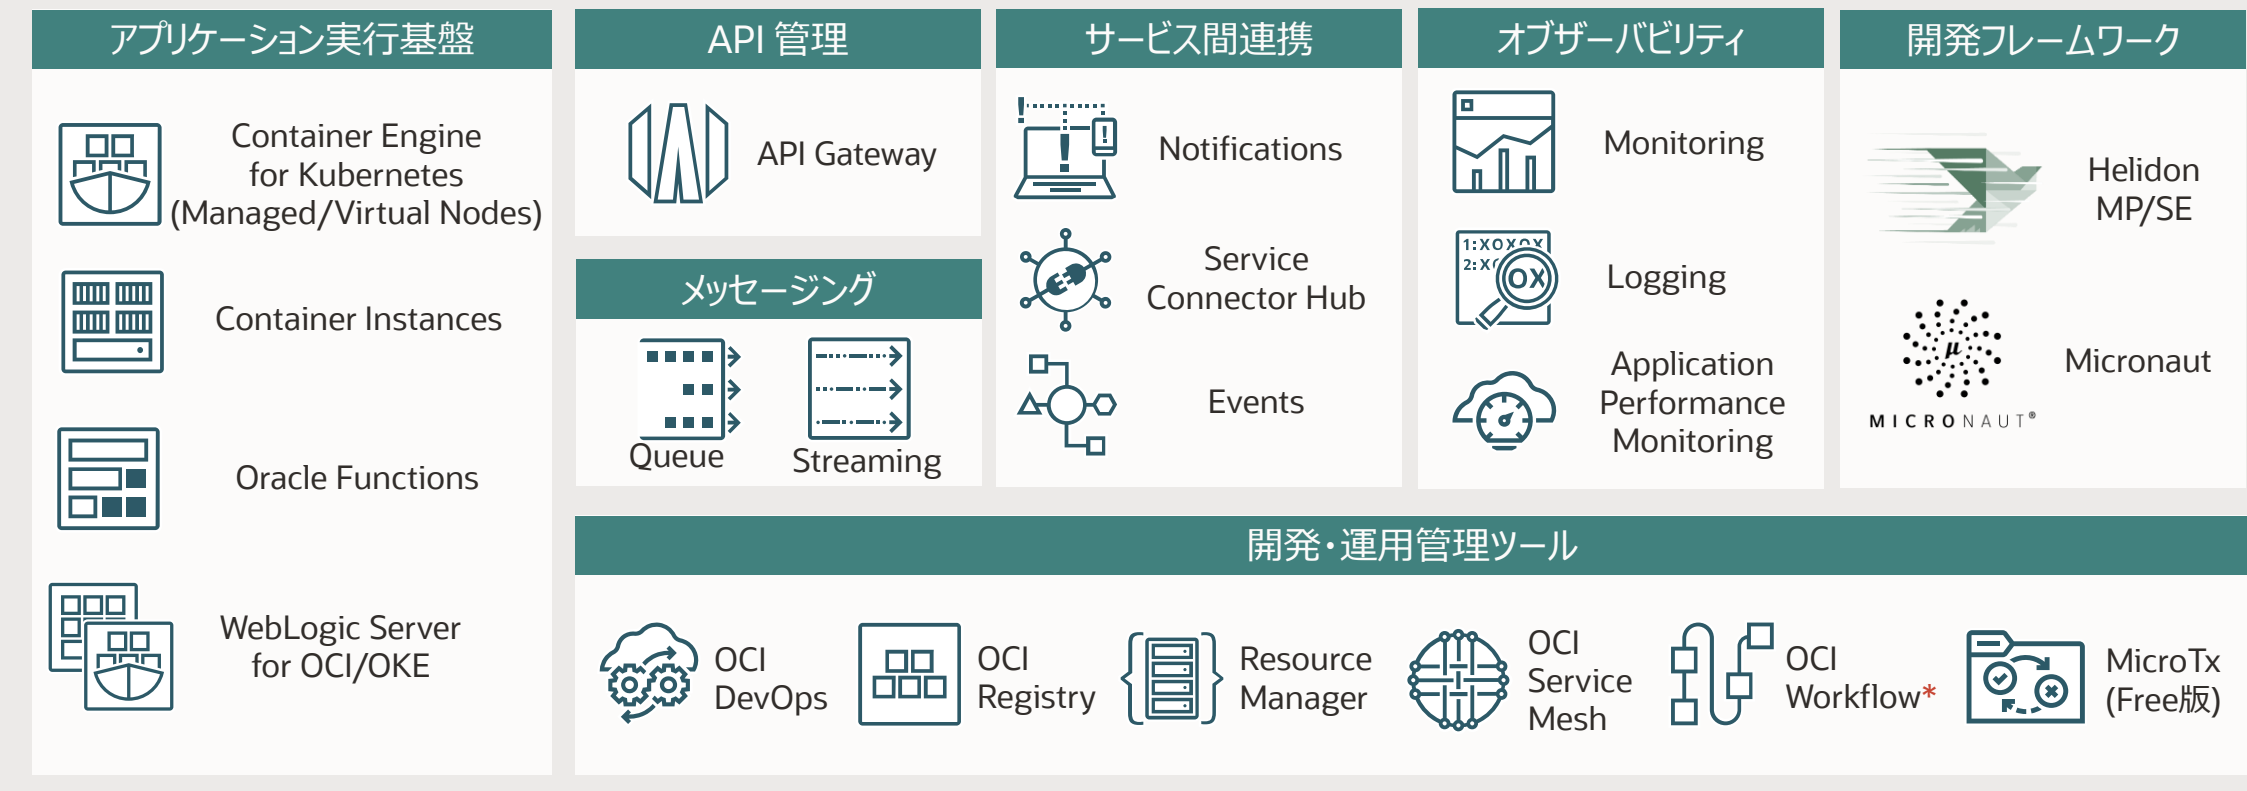 アプリケーション実行基盤
Container Engine
for Kubernetes
(Managed/Virtual Nodes)
Container Instances
Oracle Functions
WebLogic Server
for OCI/OKE
API 管理
API Gateway
メッセージング
Queue
Streaming
サービス間連携
Notifications
Service
Connector Hub
Events
オブザーバビリティ
Monitoring
1:XOXOX
2:X
OX
Logging
Application
Performance
Monitoring
開発フレームワーク
Helidon
MP/SE
μ
MICRONAUT®
Micronaut
開発・運用管理ツール
OCI
DevOps
OCI
Registry
Resource
Manager
OCI
Service
Mesh
OCI
Workflow*
MicroTx
(Free版)